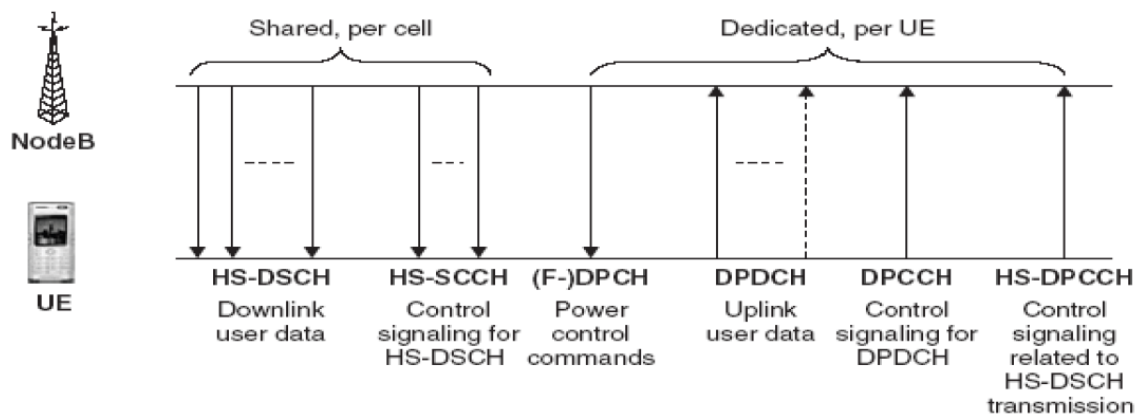 Shared, per cell
Dedicated, per UE
NodeB
UE
HS-DSCH
Downlink
user data
HS-SCCH
Control
signaling for
HS-DSCH
(F-)DPCH
Power
control
commands
DPDCH
Uplink
user data
DPCCH
Control
signaling for
DPDCH
HS-DPCCH
Control
signaling
related to
HS-DSCH
transmission